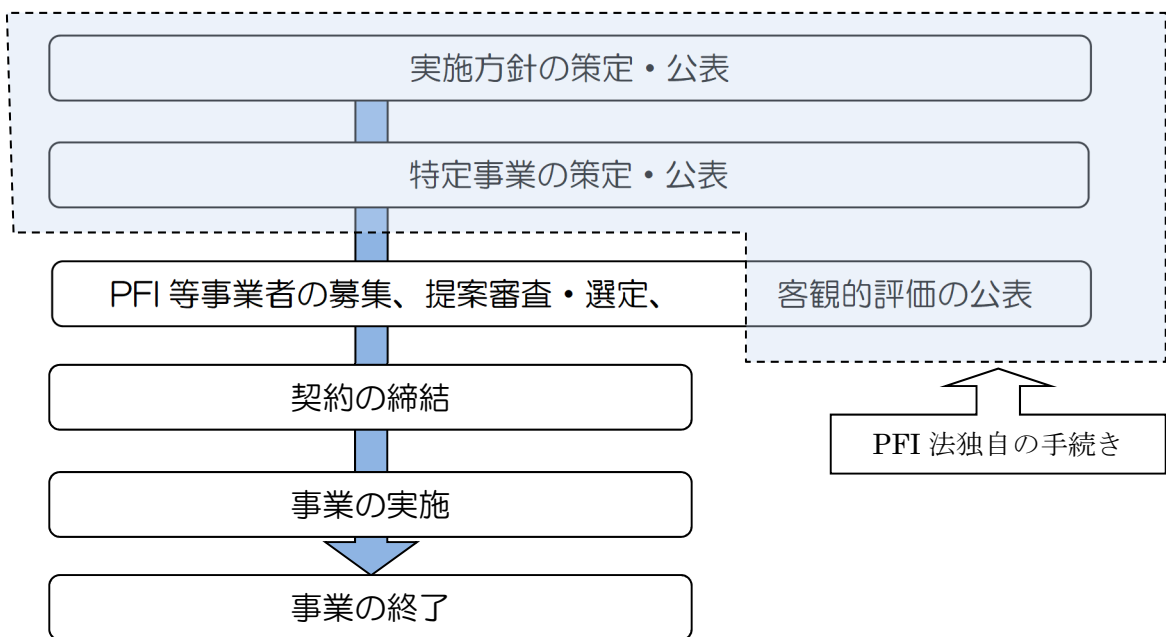 実施方針の策定・公表
特定事業の策定・公表
PFI 等事業者の募集、提案審査・選定、 客観的評価の公表
契約の締結
PFI 法独自の手続き
事業の実施
事業の終了